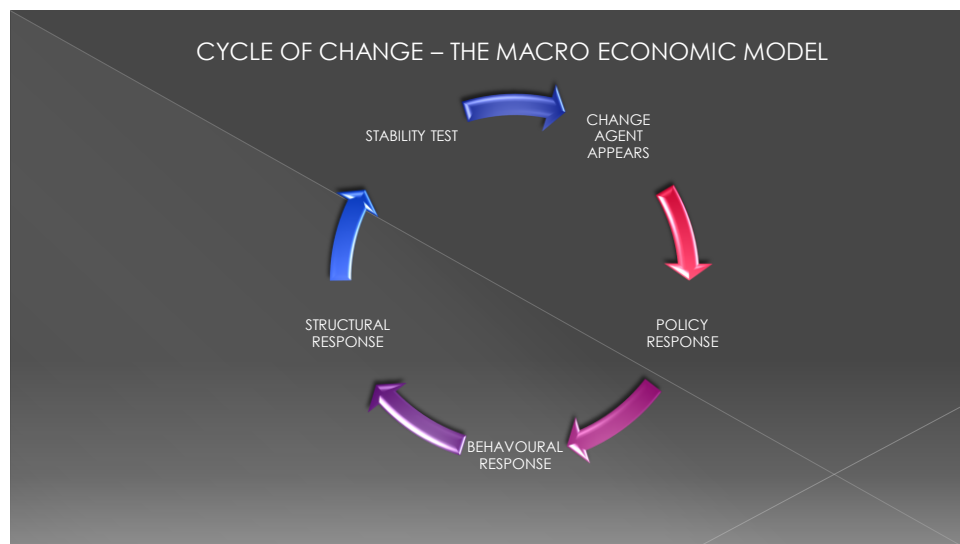 CYCLE OF CHANGE – THE MACRO ECONOMIC MODEL
STABILITY TEST
CHANGE
AGENT
APPEARS
STRUCTURAL
RESPONSE
POLICY
RESPONSE
BEHAVOURAL
RESPONSE